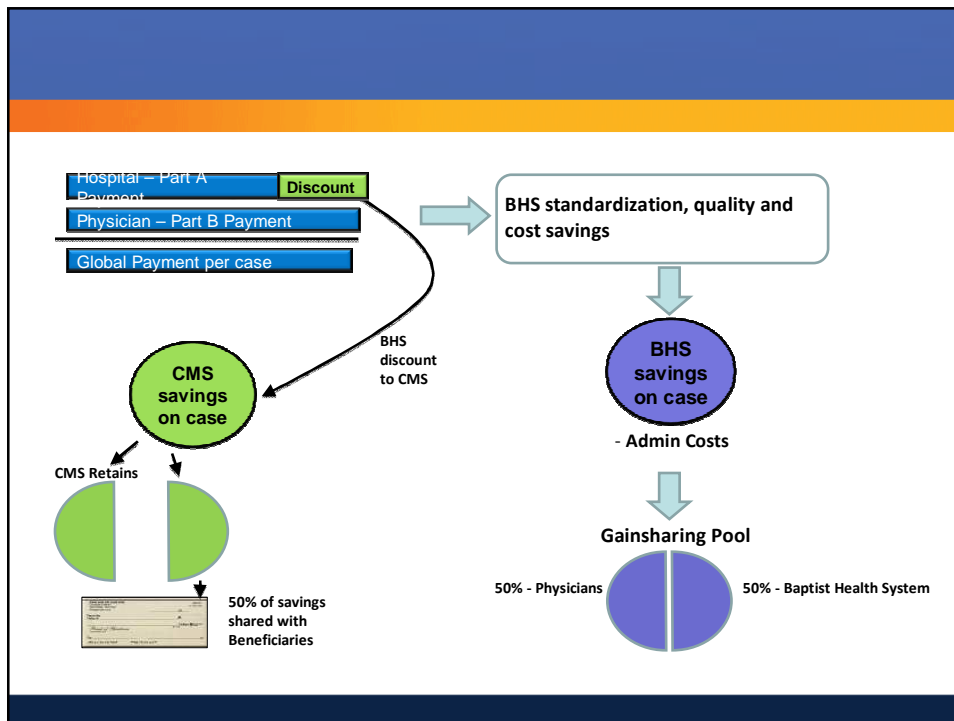 Hospital – Part A
Payment
Discount
Physician – Part B Payment
Global Payment per case
BHS standardization, quality and
cost savings
BHS
discount
to CMS
CMS
savings
on case
BHS
savings
on case
- Admin Costs
CMS Retains
Gainsharing Pool
50% - Physicians
50% - Baptist Health System
50% of savings
shared with
Beneficiaries